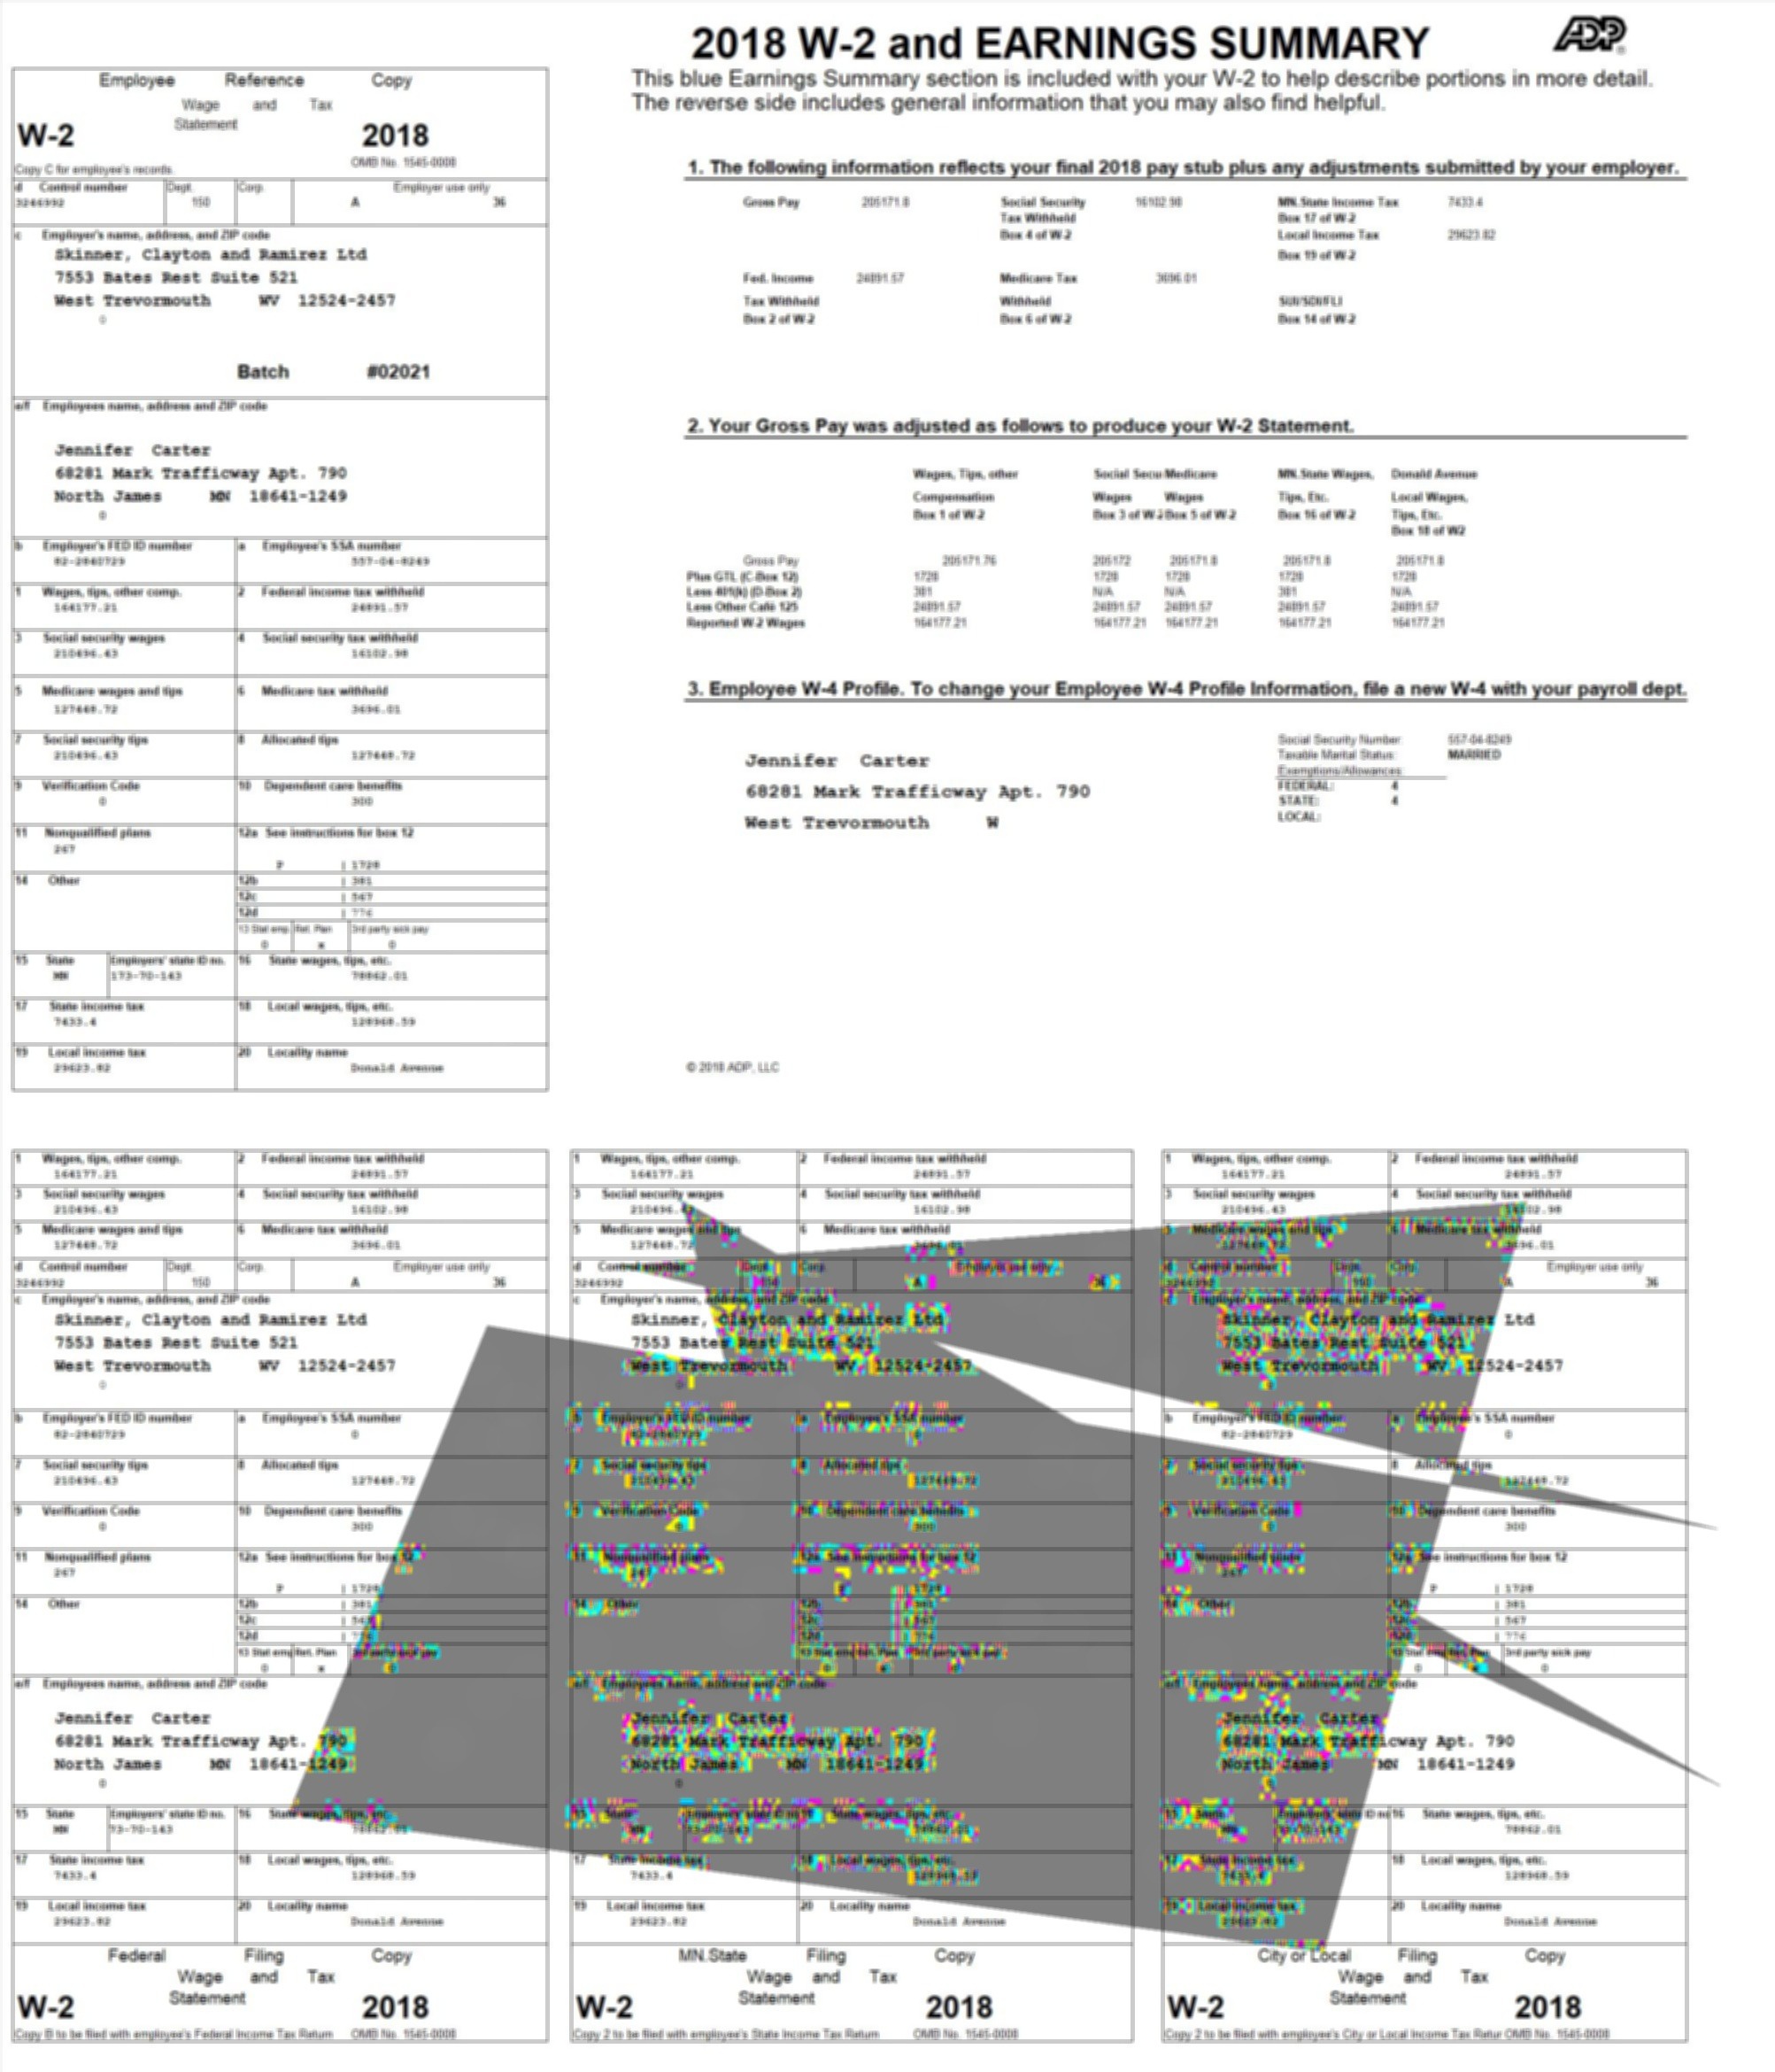 2018 W-2 and EARNINGS SUMMARY
ADP
This blue Earnings Summary section is included with your W-2 to help describe portions in more detail.
The reverse side includes general information that you may also find helpful.
Employee Reference Copy
Wage and Tax
Statement
W-2 2018
Copy C for employee's records. OMB No. 1545-0008
d Control number Dept. Corp. Employer use only
3246992 150 A 36
c Employer's name, address, and ZIP code
Skinner, Clayton and Ramirez Ltd
7553 Bates Rest Suite 521
West Trevormouth WV 12524-2457
0
Batch #02021
e/f Employees name, address and ZIP code
Jennifer Carter
68281 Mark Trafficway Apt. 790
North James MN 18641-1249
0
b Employer's FED ID number a Employee's SSA number
82-2840729 557-04-8249
1 Wages, tips, other comp. 2 Federal income tax withheld
164177.21 24891.57
3 Social security wages 4 Social security tax withheld
210496.43 16102.98
5 Medicare wages and tips 6 Medicare tax withheld
127448.72 3696.01
7 Social security tips 8 Allocated tips
210496.43 127448.72
9 Verification Code 10 Dependent care benefits
0 300
11 Nonqualified plans 12a See instructions for box 12
267
P | 1728
14 Other 12b | 381
12c | 567
12d | 776
13 Stat emp. Ret. Plan 3rd party sick pay
0 x 0
15 State Employers' state ID no. 16 State wages, tips, etc.
MN 173-70-143 78862.01
17 State income tax 18 Local wages, tips, etc.
7433.4 128968.59
19 Local income tax 20 Locality name
29623.82 Donald Avenue
1. The following information reflects your final 2018 pay stub plus any adjustments submitted by your employer.
Gross Pay 205171.8 Social Security 16102.98 MN.State Income Tax 7433.4
Tax Withheld Box 17 of W-2
Box 4 of W-2 Local Income Tax 29623.82
Box 19 of W-2
Fed. Income 24891.57 Medicare Tax 3696.01
Tax Withheld Withheld SUI/SDI/FLI
Box 2 of W-2 Box 6 of W-2 Box 14 of W-2
2. Your Gross Pay was adjusted as follows to produce your W-2 Statement.
Wages, Tips, other Social Secu Medicare MN.State Wages, Donald Avenue
Compensation Wages Wages Tips, Etc. Local Wages,
Box 1 of W-2 Box 3 of W-2 Box 5 of W-2 Box 16 of W-2 Tips, Etc.
Box 18 of W2
Gross Pay 205171.76 205172 205171.8 205171.8 205171.8
Plus GTL (C-Box 12) 1728 1728 1728 1728 1728
Less 401(k) (D-Box 2) 381 N/A N/A 381 N/A
Less Other Café 125 24891.57 24891.57 24891.57 24891.57 24891.57
Reported W-2 Wages 164177.21 164177.21 164177.21 164177.21 164177.21
3. Employee W-4 Profile. To change your Employee W-4 Profile Information, file a new W-4 with your payroll dept.
Social Security Number: 557-04-8249
Taxable Marital Status: MARRIED
Exemptions/Allowances:
FEDERAL: 4
STATE: 4
LOCAL:
Jennifer Carter
68281 Mark Trafficway Apt. 790
West Trevormouth W
© 2018 ADP, LLC
1 Wages, tips, other comp. 2 Federal income tax withheld
164177.21 24891.57
3 Social security wages 4 Social security tax withheld
210496.43 16102.98
5 Medicare wages and tips 6 Medicare tax withheld
127448.72 3696.01
d Control number Dept. Corp. Employer use only
3246992 150 A 36
c Employer's name, address, and ZIP code
Skinner, Clayton and Ramirez Ltd
7553 Bates Rest Suite 521
West Trevormouth WV 12524-2457
0
b Employer's FED ID number a Employee's SSA number
82-2840729 0
7 Social security tips 8 Allocated tips
210496.43 127448.72
9 Verification Code 10 Dependent care benefits
0 300
11 Nonqualified plans 12a See instructions for box 12
267
P | 1728
14 Other 12b | 381
12c
12d
13 Stat emp. Ret. Plan 3rd party sick pay
0 x 0
e/f Employees name, address and ZIP code
Jennifer Carter
68281 Mark Trafficway Apt. 790
North James MN 18641-1249
0
15 State Employers' state ID no. 16 State wages, tips, etc.
MN 73-70-143 78862.01
17 State income tax 18 Local wages, tips, etc.
7433.4 128968.59
19 Local income tax 20 Locality name
29623.82 Donald Avenue
Federal Filing Copy
Wage and Tax
Statement
W-2 2018
Copy B to be filed with employee's Federal Income Tax Return OMB No. 1545-0008
1 Wages, tips, other comp. 2 Federal income tax withheld
164177.21 24891.57
3 Social security wages 4 Social security tax withheld
16102.98
5 Medicare wages and tips 6 Medicare tax withheld
127448.72 3696.01
d Control number Dept. Corp. Employer use only
3246992 150 A 36
c Employer's name, address, and ZIP code
Skinner, Clayton and Ramirez Ltd
7553 Bates Rest Suite 521
West Trevormouth WV 12524-2457
b Employer's FED ID number a Employee's SSA number
82-2840729 0
7 Social security tips 8 Allocated tips
210496.43 127448.72
9 Verification Code 10 Dependent care benefits
0 300
11 Nonqualified plans 12a See instructions for box 12
1728
14 Other 12b 381
12c
12d
e/f Employees name, address and ZIP code
Jennifer Carter
68281 Mark Trafficway Apt. 790
North James MN 18641-1249
0
15 State Employers' state ID no. 16 State wages, tips, etc.
MN 78862.01
17 State income tax 18 Local wages, tips, etc.
7433.4
19 Local income tax 20 Locality name
29623.82 Donald Avenue
MN.State Filing Copy
Wage and Tax
Statement
W-2 2018
Copy 2 to be filed with employee's State Income Tax Return OMB No. 1545-0008
1 Wages, tips, other comp. 2 Federal income tax withheld
164177.21 24891.57
3 Social security wages 4 Social security tax withheld
210496.43
5 Medicare wages and tips 6 Medicare tax withheld
d Control number Dept. Corp. Employer use only
3246992 150 A 36
Employer's name, address, and ZIP code
Skinner, Clayton and Ramirez Ltd
7553 Bates Rest Suite 521
West Trevormouth WV 12524-2457
b Employer's FED ID number a Employee's SSA number
82-2840729 0
7 Social security tips 8 Allocated tips
210496.43 127448.72
9 Verification Code 10 Dependent care benefits
0 300
11 Nonqualified plans 12a See instructions for box 12
267
P | 1728
14 Other 12b | 381
12c | 567
12d | 776
3rd party sick pay
0 0
e/f Employees name, address and ZIP code
Jennifer Carter
68281 Mark Trafficway Apt. 790
North James MN 18641-1249
15 State 16 State wages, tips, etc.
MN 78862.01
17 State income tax 18 Local wages, tips, etc.
7433.4 128968.59
19 Local income tax 20 Locality name
29623.82 Donald Avenue
City or Local Filing Copy
Wage and Tax
Statement
W-2 2018
Copy 2 to be filed with employee's City or Local Income Tax Retur OMB No. 1545-0008